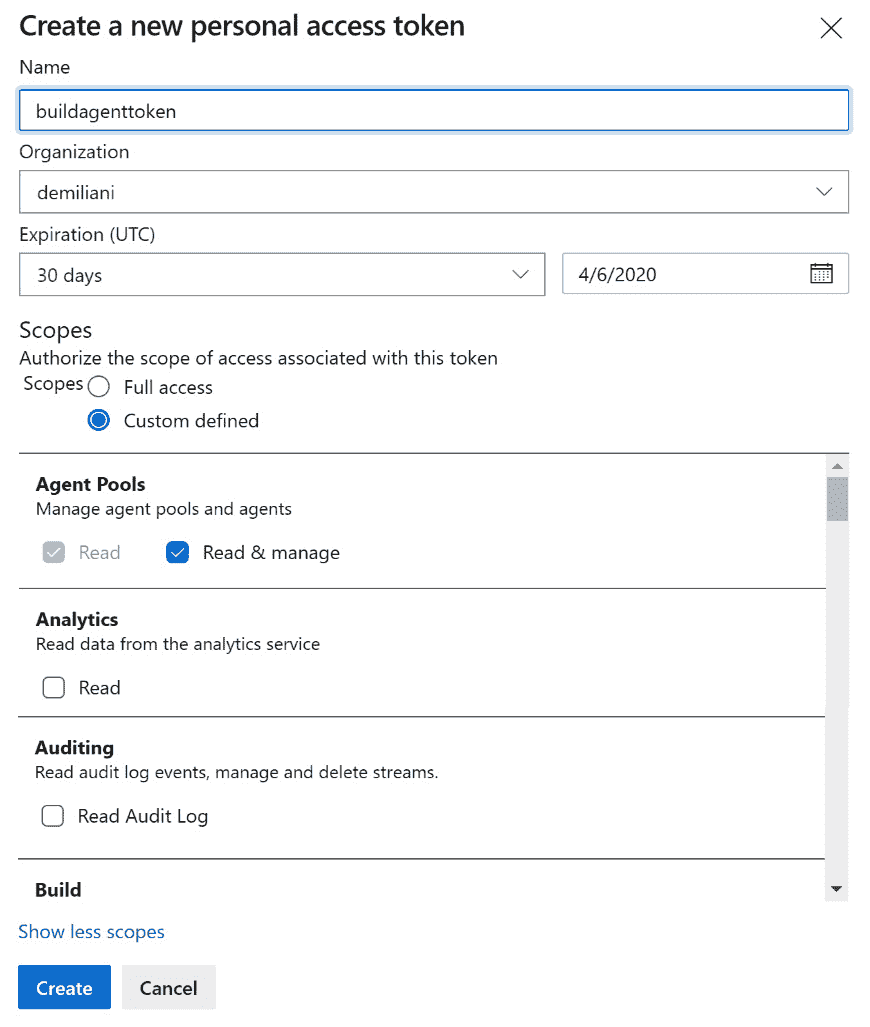 Create a new personal access token
Name
buildagenttoken
Organization
demiliani
Expiration (UTC)
30 days
4/6/2020
Scopes
Authorize the scope of access associated with this token
Scopes
Full access
Custom defined
Agent Pools
Manage agent pools and agents
Read
Read & manage
Analytics
Read data from the analytics service
Read
Auditing
Read audit log events, manage and delete streams.
Read Audit Log
Build
Show less scopes
Create
Cancel